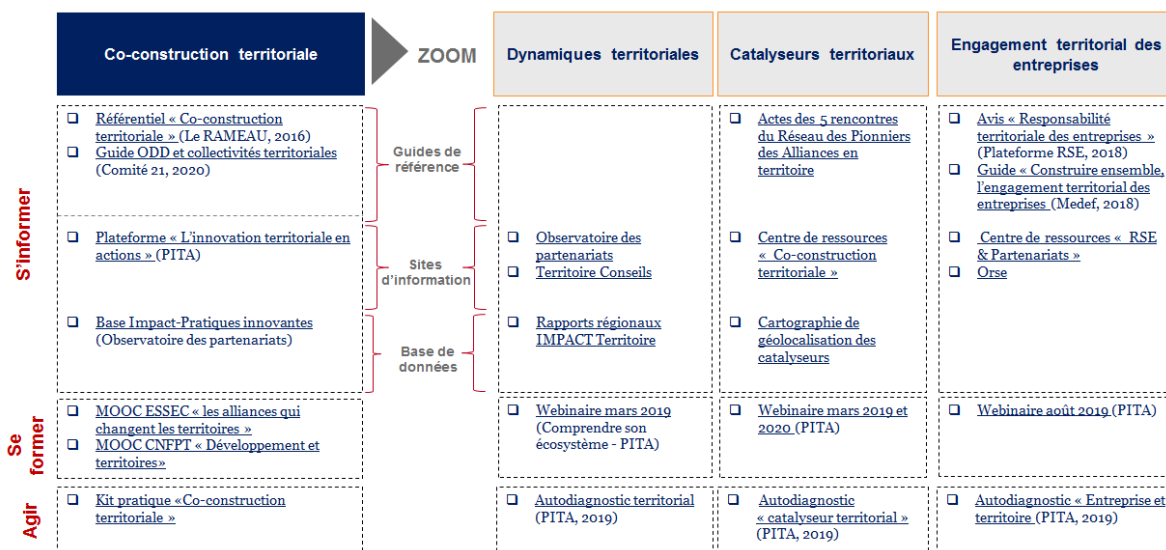 Co-construction territoriale
ZOOM
Dynamiques territoriales
Catalyseurs territoriaux
Engagement territorial des
entreprises
S'informer
❑ Référentiel « Co-construction
territoriale » (Le RAMEAU, 2016)
❑ Guide ODD et collectivités territoriales
(Comité 21, 2020)
Guides de
référence
❑ Actes des 5 rencontres
du Réseau des Pionniers
des Alliances en
territoire
❑ Avis « Responsabilité
territoriale des entreprises »
(Plateforme RSE, 2018)
❑ Guide « Construire ensemble,
l'engagement territorial des
entreprises (Medef, 2018)
❑ Plateforme « L'innovation territoriale en
actions » (PITA)
Sites
d'information
❑ Observatoire des
partenariats
❑ Territoire Conseils
❑ Centre de ressources
« Co-construction
territoriale »
❑ Centre de ressources « RSE
& Partenariats »
❑ Orse
❑ Base Impact-Pratiques innovantes
(Observatoire des partenariats)
Base de
données
❑ Rapports régionaux
IMPACT Territoire
❑ Cartographie de
géolocalisation des
catalyseurs
Se
former
❑ MOOC ESSEC « les alliances qui
changent les territoires »
❑ MOOC CNFPT « Développement et
territoires»
❑ Webinaire mars 2019
(Comprendre son
écosystème - PITA)
❑ Webinaire mars 2019 et
2020 (PITA)
❑ Webinaire août 2019 (PITA)
Agir
❑ Kit pratique «Co-construction
territoriale »
❑ Autodiagnostic territorial
(PITA, 2019)
❑ Autodiagnostic
« catalyseur territorial »
(PITA, 2019)
❑ Autodiagnostic « Entreprise et
territoire (PITA, 2019)